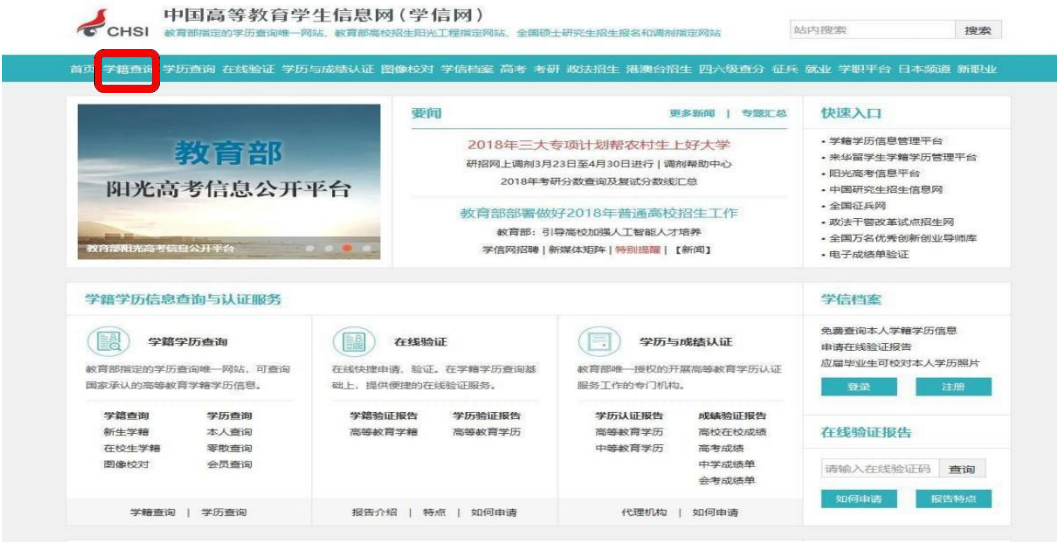 中国高等教育学生信息网(学信网)
CHSI 教育部指定的学历查询唯一网站、教育部高校招生阳光工程指定网站、全国硕士研究生招生报名和调剂指定网站
站内搜索 搜索
首页 学籍查询 学历查询 在线验证 学历与成绩认证 图像校对 学信档案 高考 考研 政法招生 港澳台招生 四六级查分 征兵 就业 学职平台 日本频道 新职业
教育部
阳光高考信息公开平台
教育部阳光高考信息公开平台
要闻 更多新闻 | 专题汇总
2018年三大专项计划帮农村生上好大学
研招网上调剂3月23日至4月30日进行 | 调剂帮助中心
2018年考研分数查询及复试分数线汇总
教育部部署做好2018年普通高校招生工作
教育部:引导高校加强人工智能人才培养
学信网招聘 | 新媒体矩阵 | 特别提醒 | 【新闻】
快速入口
• 学籍学历信息管理平台
• 来华留学生学籍学历管理平台
• 阳光高考信息平台
• 中国研究生招生信息网
• 全国征兵网
• 政法干警改革试点招生网
• 全国万名优秀创新创业导师库
• 电子成绩单验证
学籍学历信息查询与认证服务
学籍学历查询
教育部指定的学历查询唯一网站,可查询
国家承认的高等教育学籍学历信息。
学籍查询 学历查询
新生学籍 本人查询
在校生学籍 零散查询
图像校对 会员查询
学籍查询 | 学历查询
在线验证
在线快捷申请、验证。在学籍学历查询基
础上,提供便捷的在线验证服务。
学籍验证报告 学历验证报告
高等教育学籍 高等教育学历
报告介绍 | 特点 | 如何申请
学历与成绩认证
教育部唯一授权的开展高等教育学历认证
服务工作的专门机构。
学历认证报告 成绩验证报告
高等教育学历 高校在校成绩
中等教育学历 高考成绩
中学成绩单
会考成绩单
代理机构 | 如何申请
学信档案
免费查询本人学籍学历信息
申请在线验证报告
应届毕业生可校对本人学历照片
登录 注册
在线验证报告
请输入在线验证码 查询
如何申请 报告特点